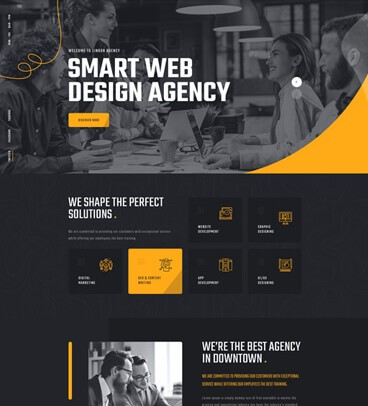 WELCOME TO LINOOR AGENCY
SMART WEB
DESIGN AGENCY
DISCOVER MORE
WE SHAPE THE PERFECT
SOLUTIONS .
We are committed to providing our customers with exceptional service
while offering our employees the best training.
WEBSITE
DEVELOPMENT
GRAPHIC
DESIGNING
DIGITAL
MARKETING
SEO & CONTENT
WRITING
APP
DEVELOPMENT
UI/UX
DESIGNING
WE'RE THE BEST AGENCY
IN DOWNTOWN .
WE ARE COMMITTED TO PROVIDING OUR CUSTOMERS WITH EXCEPTIONAL
SERVICE WHILE OFFERING OUR EMPLOYEES THE BEST TRAINING.